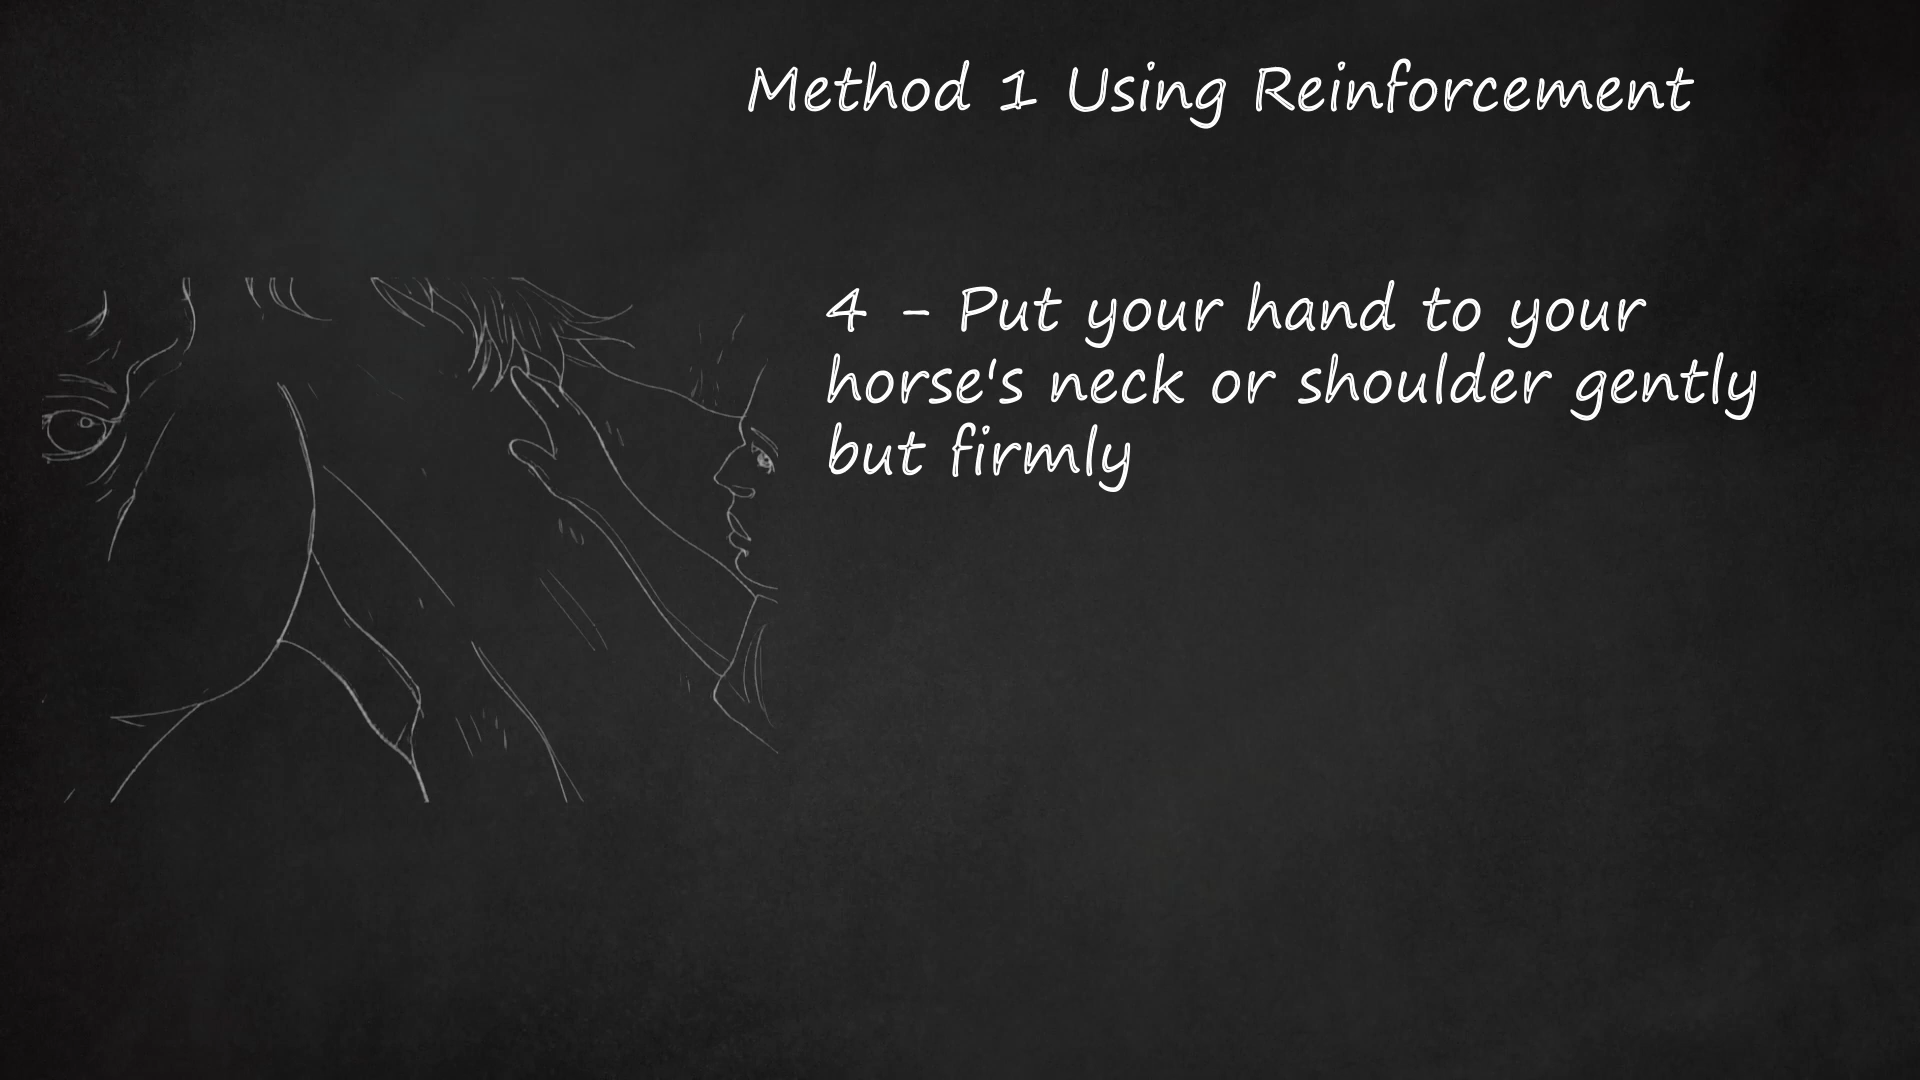 Method 1 Using Reinforcement
4 - Put your hand to your
horse's neck or shoulder gently
but firmly